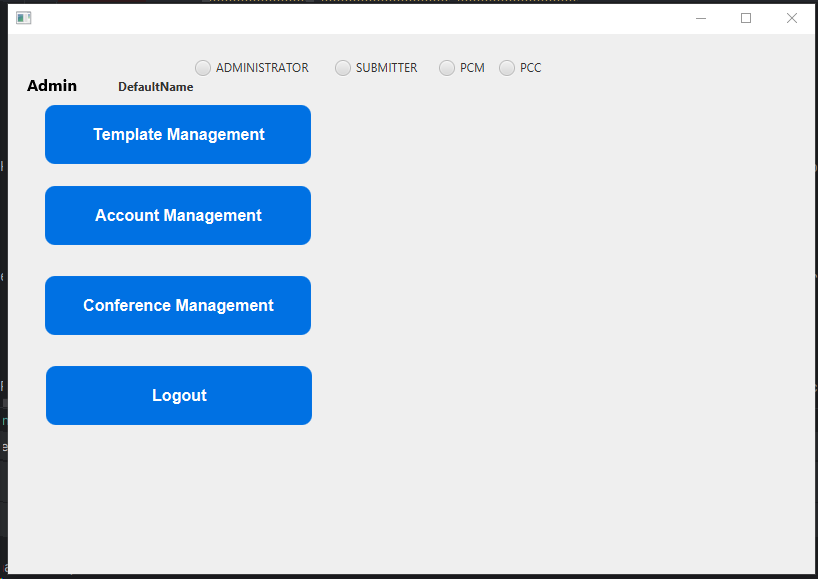 ADMINISTRATOR SUBMITTER PCM PCC
Admin DefaultName
Template Management
Account Management
Conference Management
Logout